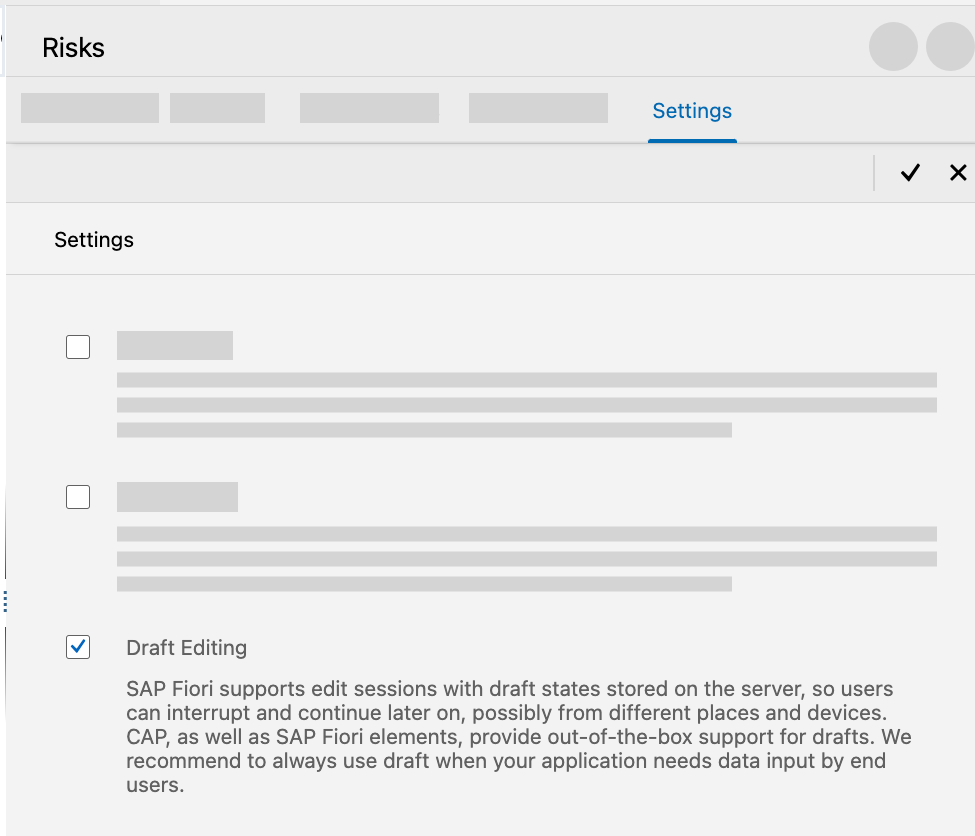 Risks
Settings
Settings
Draft Editing
SAP Fiori supports edit sessions with draft states stored on the server, so users
can interrupt and continue later on, possibly from different places and devices.
CAP, as well as SAP Fiori elements, provide out-of-the-box support for drafts. We
recommend to always use draft when your application needs data input by end
users.